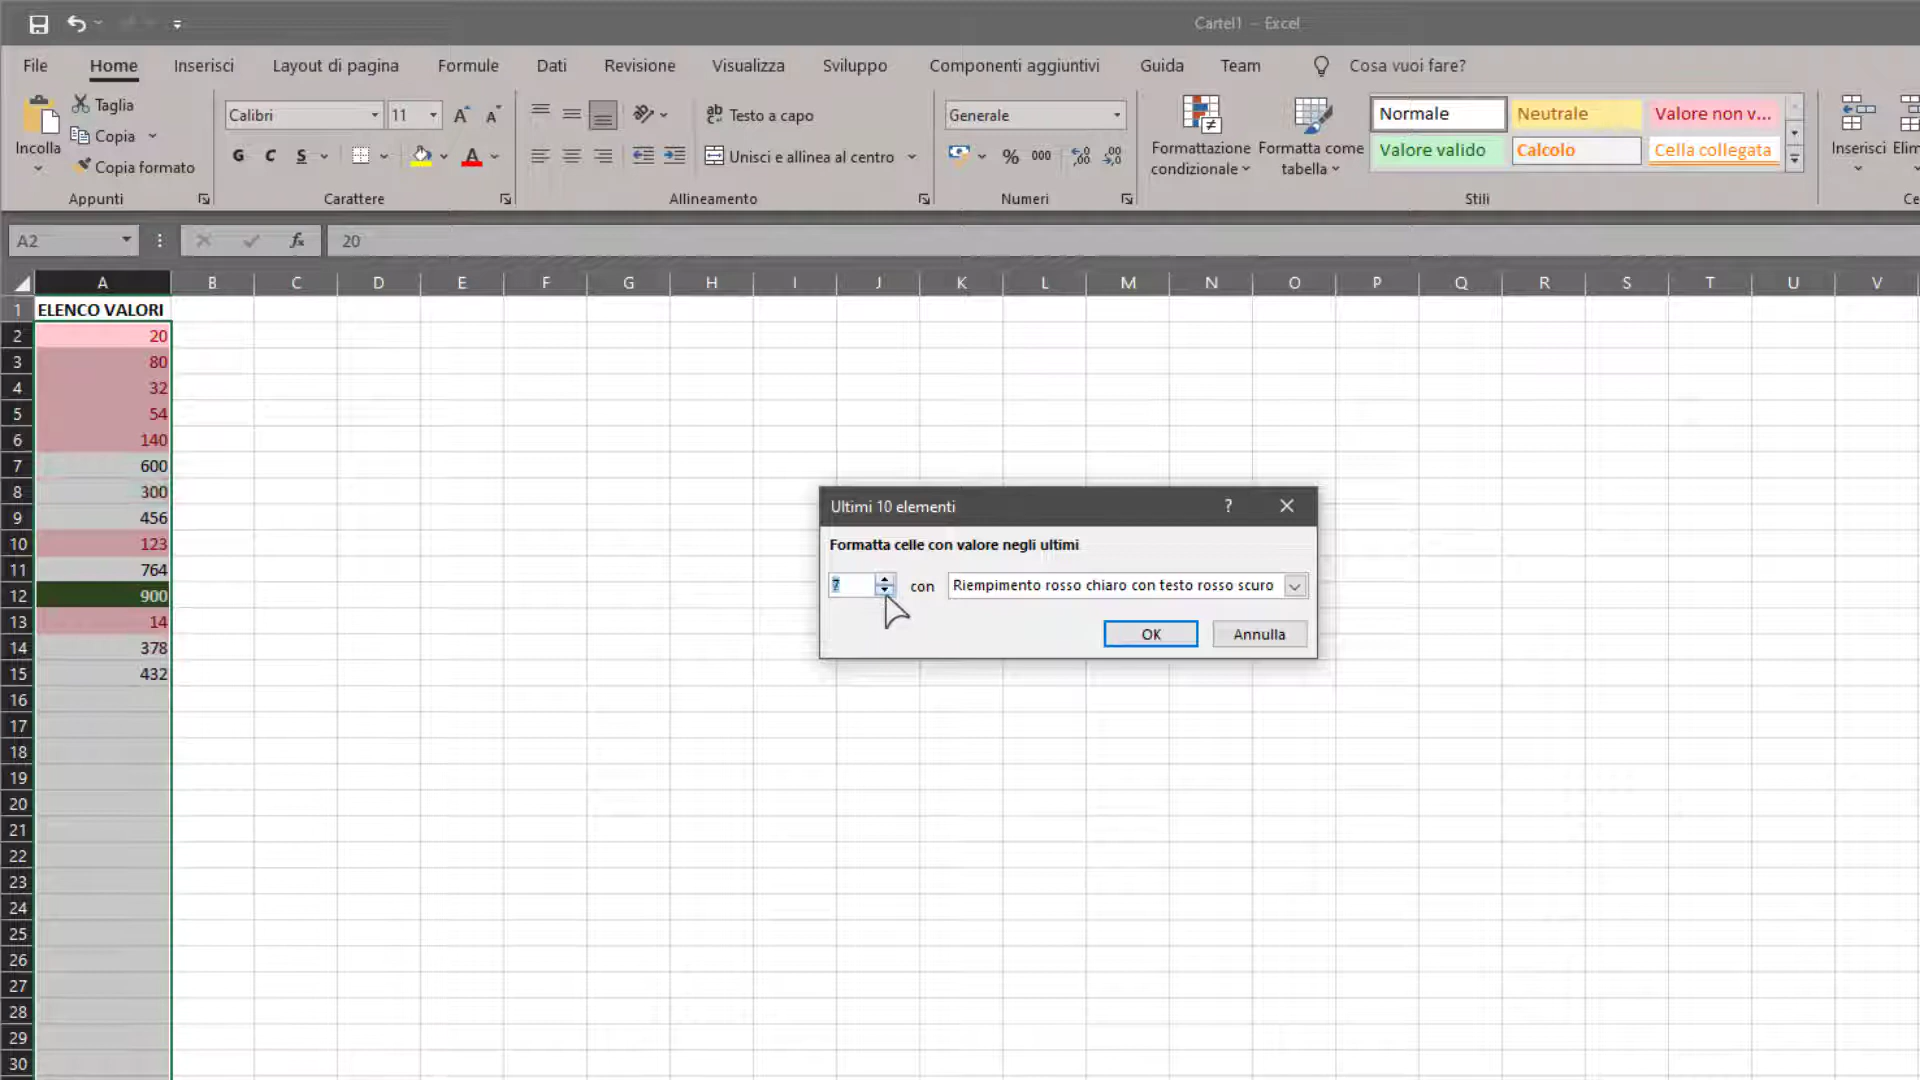 Cartel1 - Excel
File Home Inserisci Layout di pagina Formule Dati Revisione Visualizza Sviluppo Componenti aggiuntivi Guida Team Cosa vuoi fare?
Incolla
Taglia
Copia
Copia formato
Appunti
Calibri 11
G C S
Carattere
Testo a capo
Unisci e allinea al centro
Allineamento
Generale
% 000
Numeri
Formattazione condizionale
Formatta come tabella
Normale Neutrale Valore non v...
Valore valido Calcolo Cella collegata
Stili
Inserisci Elim
Ce
A2 fx 20
A B C D E F G H I J K L M N O P Q R S T U V
1 ELENCO VALORI
2 20
3 80
4 32
5 54
6 140
7 600
8 300
9 456
10 123
11 764
12 900
13 14
14 378
15 432
16
17
18
19
20
21
22
23
24
25
26
27
28
29
30
Ultimi 10 elementi ?
Formatta celle con valore negli ultimi
7 con Riempimento rosso chiaro con testo rosso scuro
OK Annulla